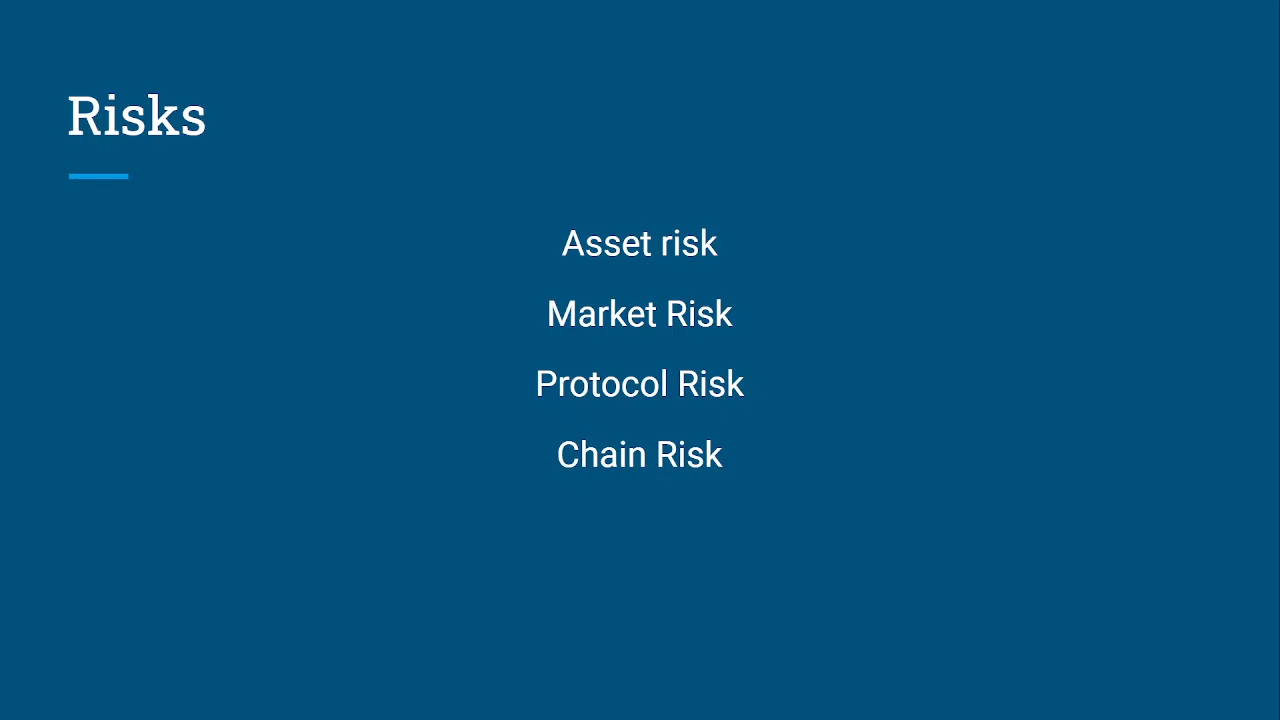 Risks
Asset risk
Market Risk
Protocol Risk
Chain Risk